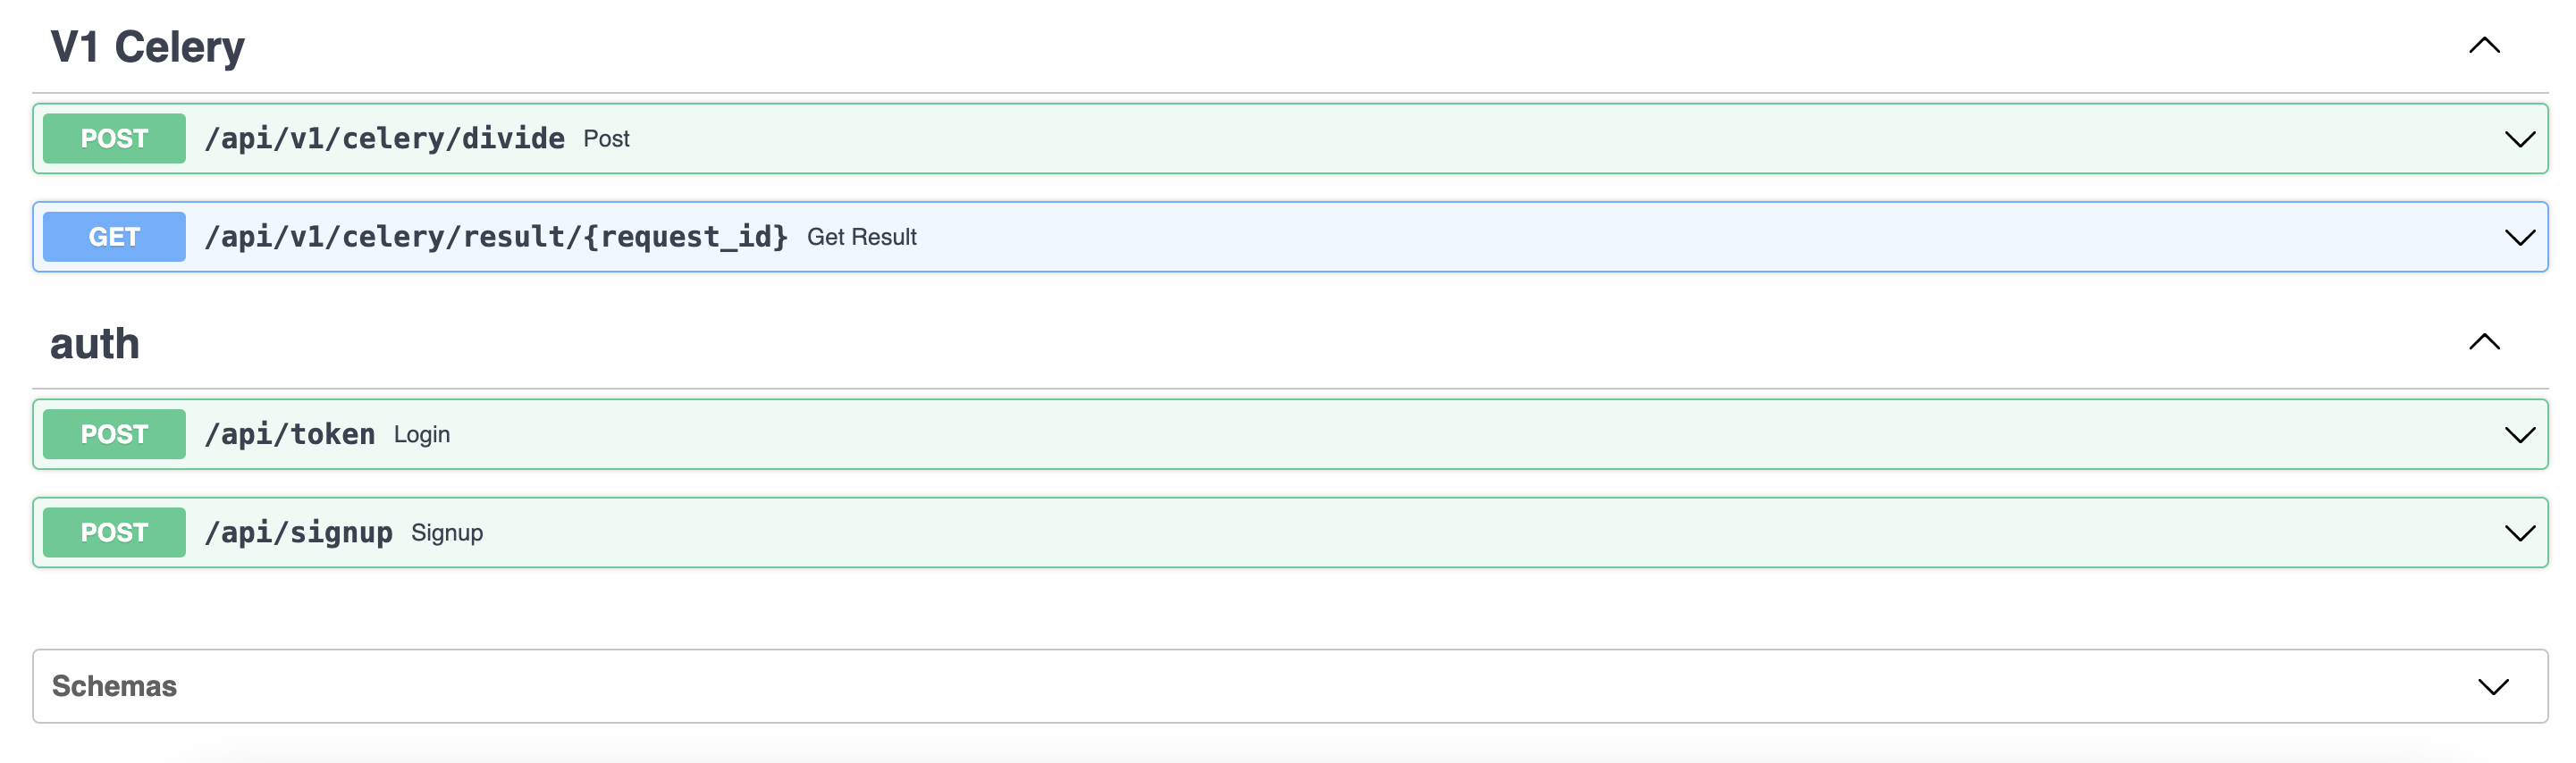 V1 Celery
POST /api/v1/celery/divide Post
GET /api/v1/celery/result/{request_id} Get Result
auth
POST /api/token Login
POST /api/signup Signup
Schemas